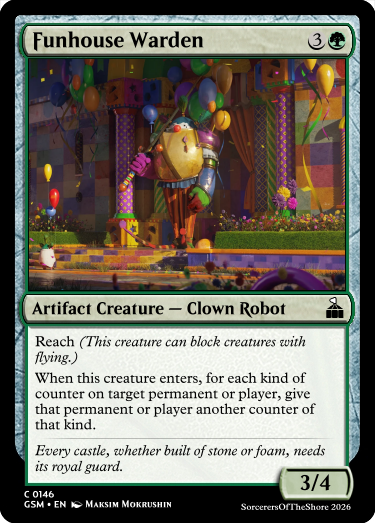 Funhouse Warden 3
Artifact Creature — Clown Robot
Reach (This creature can block creatures with
flying.)
When this creature enters, for each kind of
counter on target permanent or player, give
that permanent or player another counter of
that kind.
Every castle, whether built of stone or foam, needs
its royal guard.
3/4
C 0146
GSM • EN Maksim Mokrushin
SorcerersOfTheShore 2026